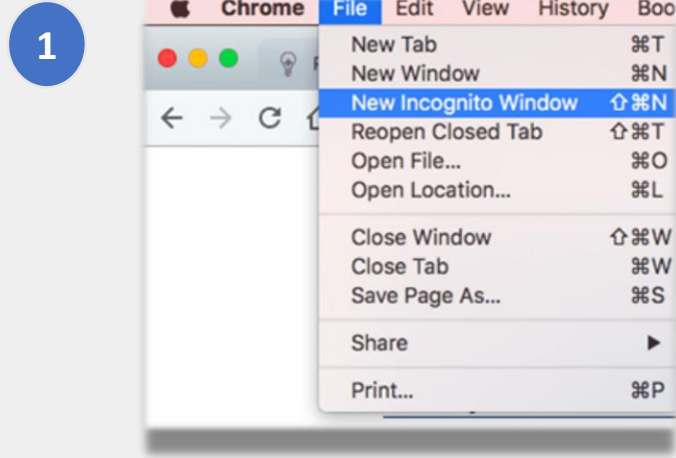 1
Chrome File Edit View History Boo
New Tab ⌘T
New Window ⌘N
New Incognito Window ⇧⌘N
Reopen Closed Tab ⇧⌘T
Open File... ⌘O
Open Location... ⌘L
Close Window ⇧⌘W
Close Tab ⌘W
Save Page As... ⌘S
Share ▶
Print... ⌘P